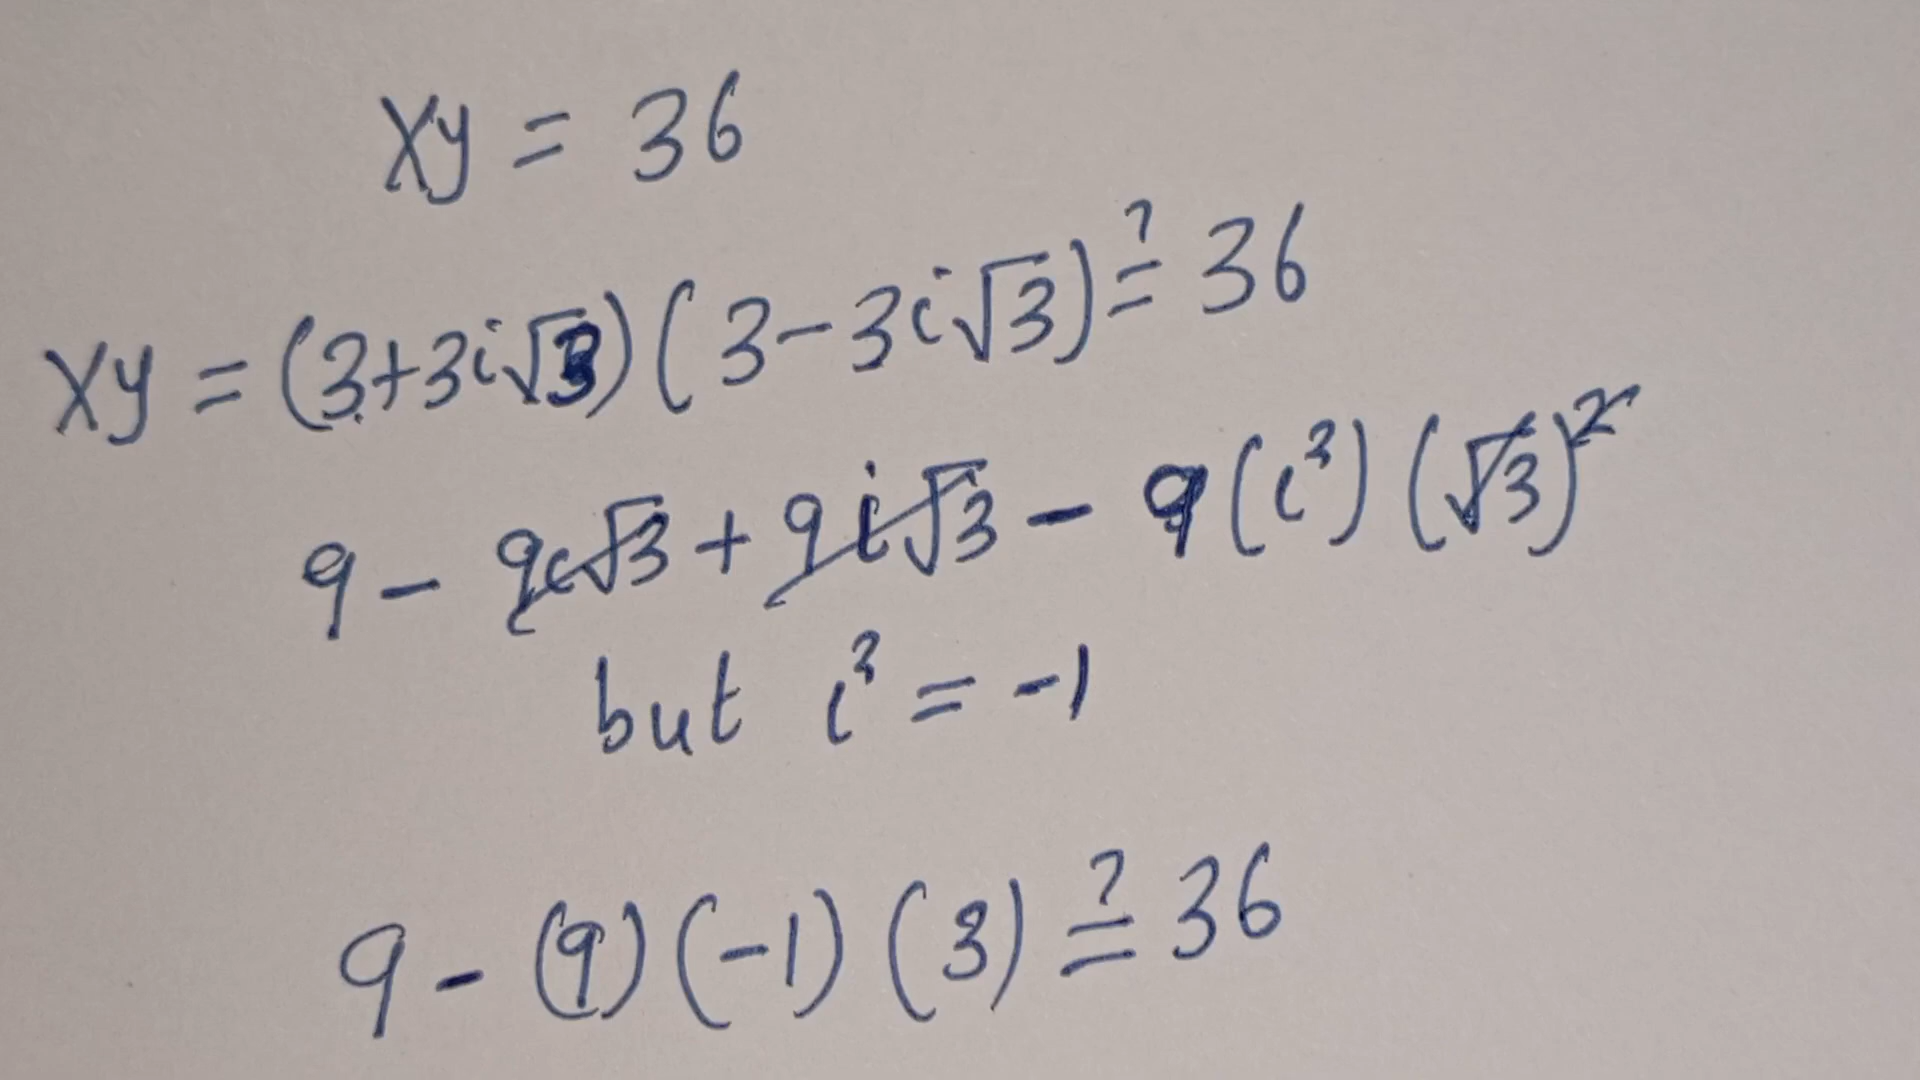 xy = 36
xy = (3+3i√3)(3-3i√3) ≟ 36
9 - 9i√3 + 9i√3 - 9(i²)(√3)²
but i² = -1
9 - (9)(-1)(3) ≟ 36